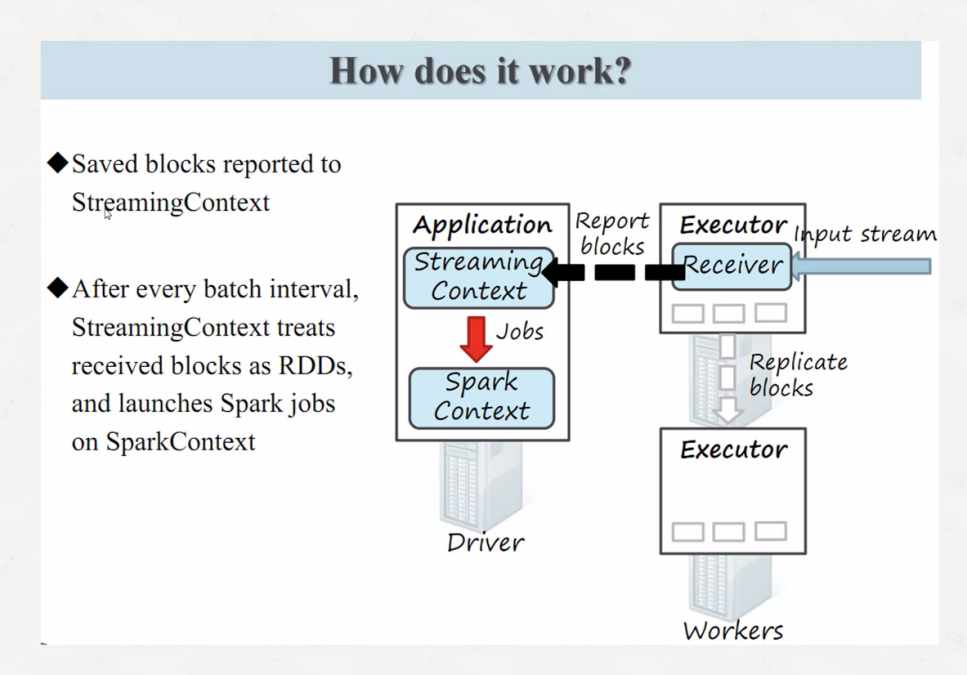 How does it work?
◆Saved blocks reported to
StreamingContext
◆After every batch interval,
StreamingContext treats
received blocks as RDDs,
and launches Spark jobs
on SparkContext
Application
Streaming
Context
Jobs
Spark
Context
Driver
Report
blocks
Executor
Receiver
Input stream
Replicate
blocks
Executor
Workers